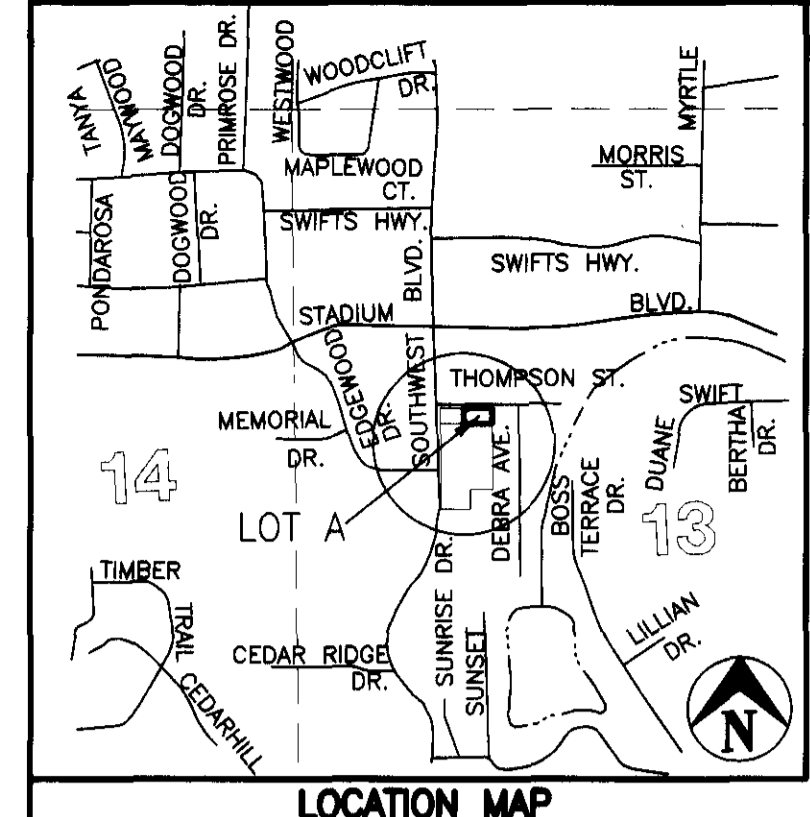 TANYA
MAYWOOD
DOGWOOD
DR.
PRIMROSE DR.
WESTWOOD
WOODCLIFT
DR.
MYRTLE
MAPLEWOOD
CT.
MORRIS
ST.
PONDAROSA
DOGWOOD
DR.
SWIFTS HWY.
BLVD.
SWIFTS HWY.
STADIUM
BLVD.
EDGEWOOD
DR.
SOUTHWEST
THOMPSON ST.
MEMORIAL
DR.
SWIFT
DUANE
BERTHA
DR.
14
LOT A
DEBRA AVE.
BOSS
TERRACE
DR.
13
TIMBER
TRAIL
CEDARHILL
CEDAR RIDGE
DR.
SUNRISE DR.
SUNSET
LILLIAN
DR.
N
LOCATION MAP